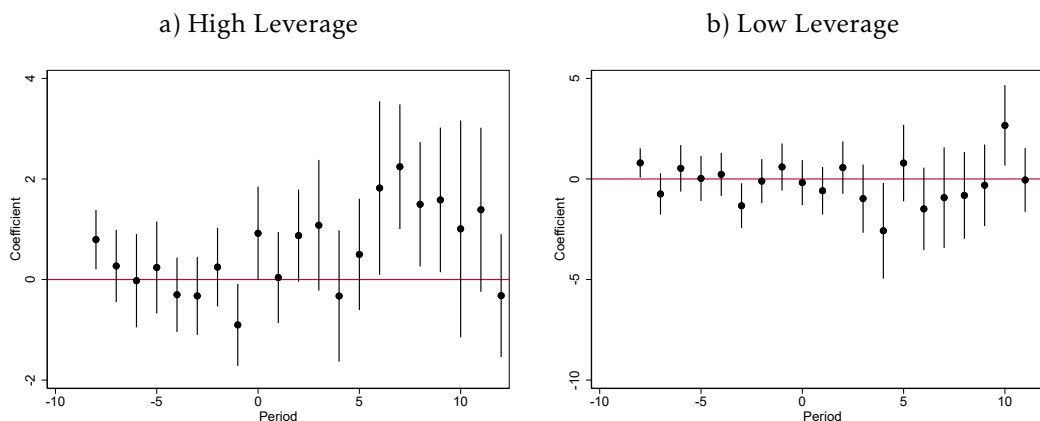 a) High Leverage
4
2
0
-2
Coefficient
-10 -5 0 5 10
Period
b) Low Leverage
5
0
-5
-10
Coefficient
-10 -5 0 5 10
Period